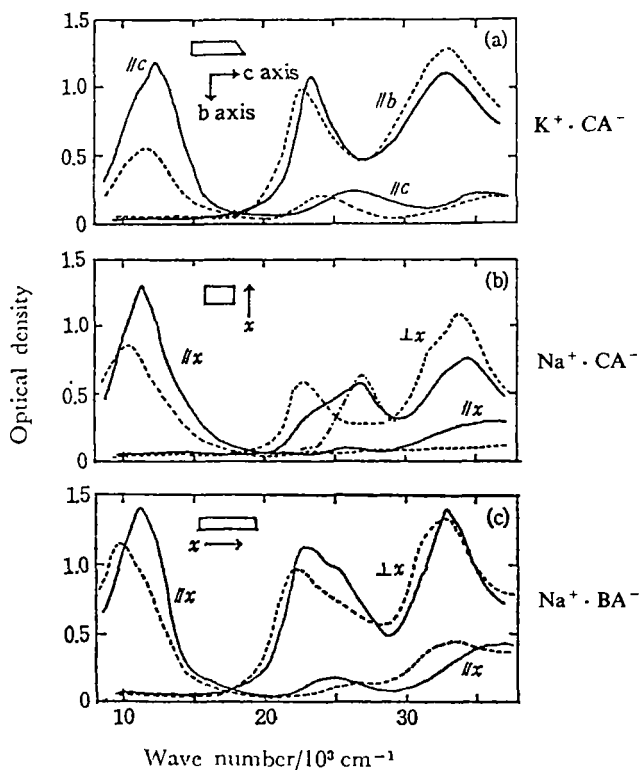 (a)
//c
c axis
b axis
//b
//c
K⁺·CA⁻
1.5
1.0
0.5
0
(b)
x
//x
⊥x
//x
Na⁺·CA⁻
1.5
1.0
0.5
0
Optical density
(c)
x
//x
⊥x
//x
Na⁺·BA⁻
1.5
1.0
0.5
0
10
20
30
Wave number/10³ cm⁻¹